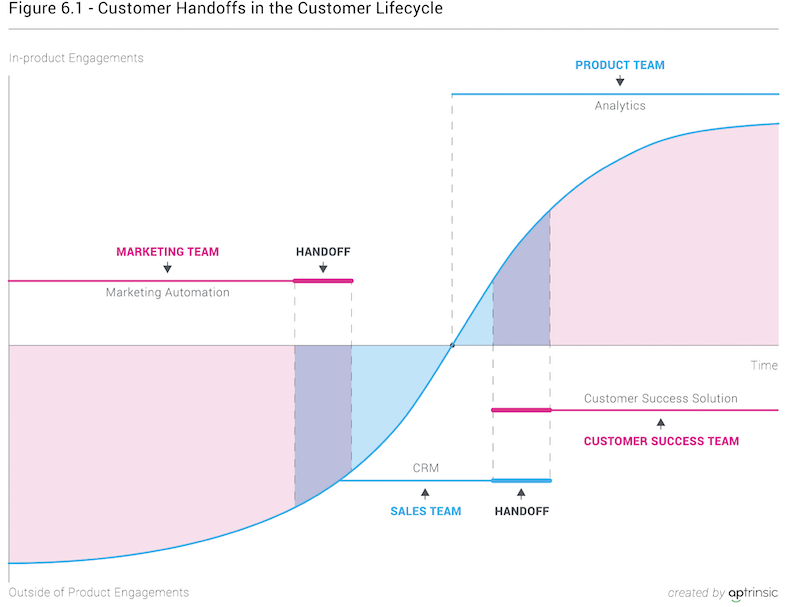 Figure 6.1 - Customer Handoffs in the Customer Lifecycle
In-product Engagements
PRODUCT TEAM
Analytics
MARKETING TEAM
HANDOFF
Marketing Automation
Time
Customer Success Solution
CUSTOMER SUCCESS TEAM
CRM
SALES TEAM
HANDOFF
Outside of Product Engagements
created by aptrinsic